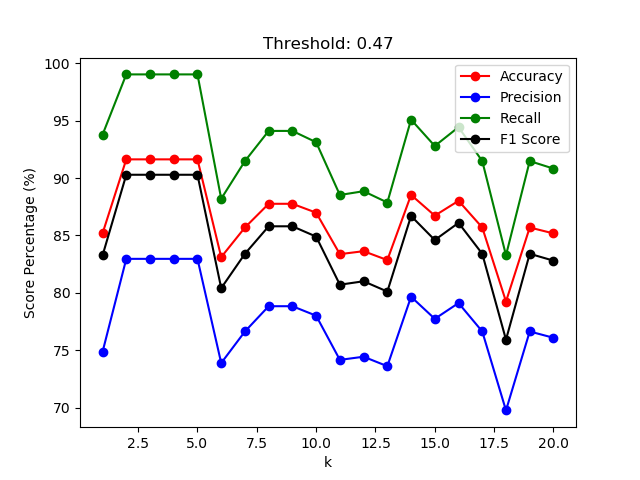 Threshold: 0.47
100
95
90
85
80
75
70
Score Percentage (%)
2.5 5.0 7.5 10.0 12.5 15.0 17.5 20.0
k
Accuracy
Precision
Recall
F1 Score